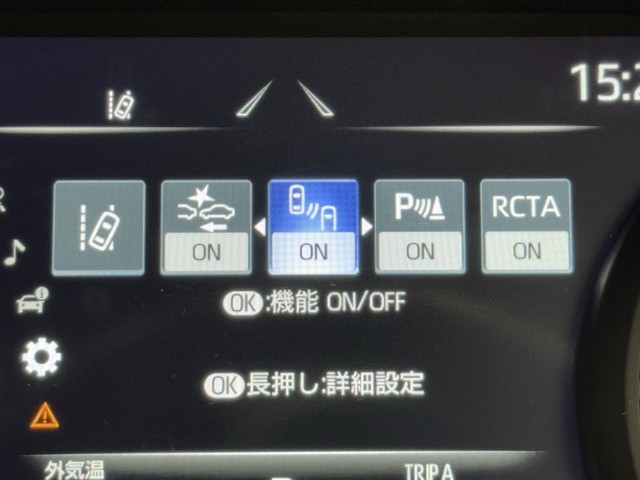 15:2
ON
ON
P ON
RCTA ON
OK:機能 ON/OFF
OK長押し:詳細設定
外気温 TRIP A